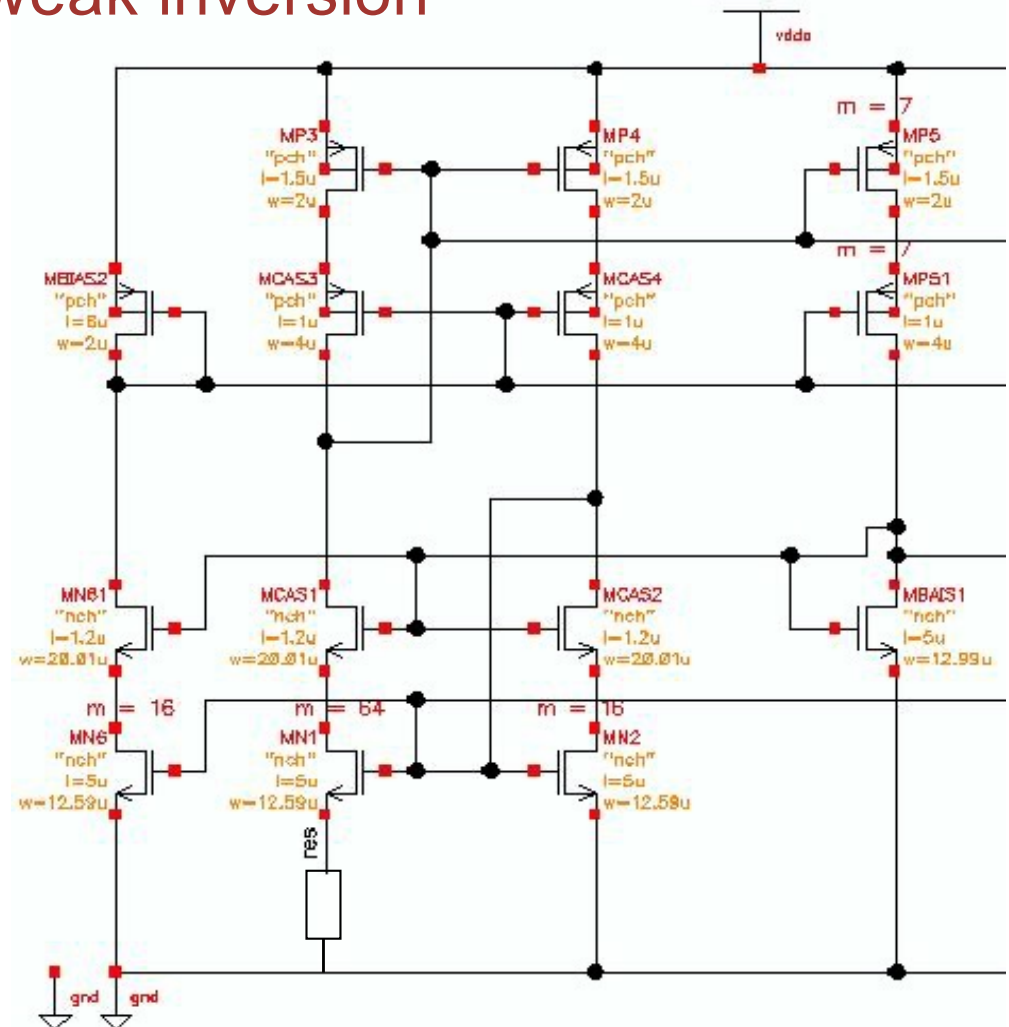 weak inversion
vdda
MP3
"pch"
l=1.5u
w=2u
MP4
"pch"
l=1.5u
w=2u
m = 7
MP5
"pch"
l=1.5u
w=2u
MBIAS2
"pch"
l=6u
w=2u
MCAS3
"pch"
l=1u
w=4u
MCAS4
"pch"
l=1u
w=4u
m = 7
MP51
"pch"
l=1u
w=4u
MN61
"nch"
l=1.2u
w=20.01u
MCAS1
"nch"
l=1.2u
w=20.01u
MCAS2
"nch"
l=1.2u
w=20.01u
MBAIS1
"nch"
l=5u
w=12.99u
m = 16
MN6
"nch"
l=5u
w=12.59u
m = 64
MN1
"nch"
l=5u
w=12.59u
m = 16
MN2
"nch"
l=5u
w=12.59u
res
gnd
gnd